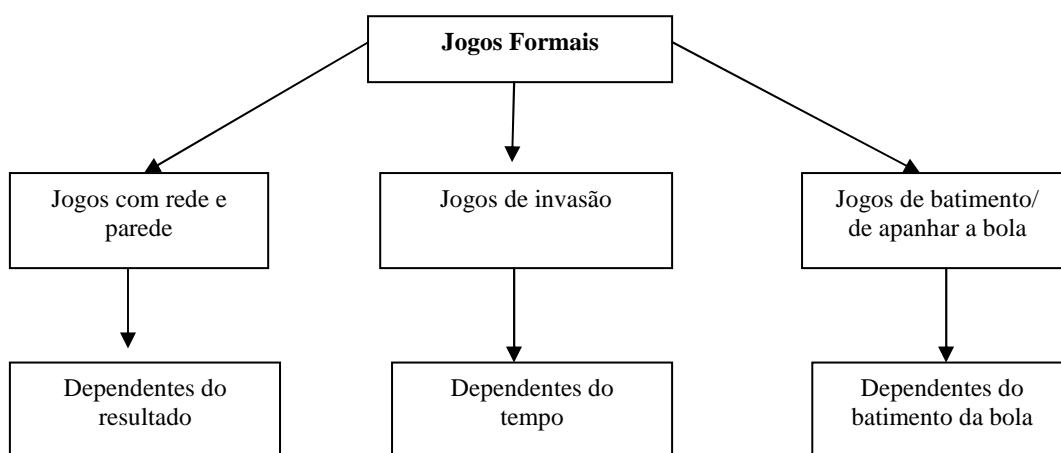 Jogos Formais
Jogos com rede e
parede
Jogos de invasão
Jogos de batimento/
de apanhar a bola
Dependentes do
resultado
Dependentes do
tempo
Dependentes do
batimento da bola